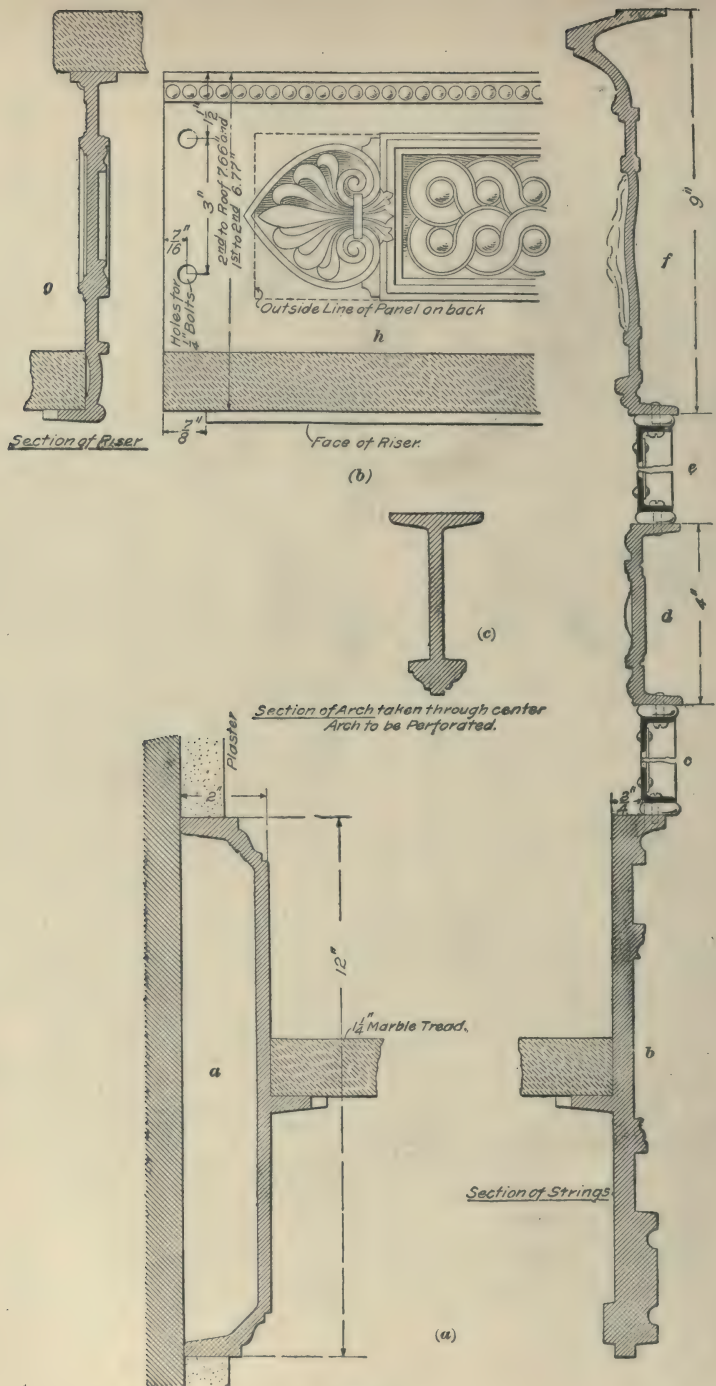 g
Section of Riser
1 1/2"
3"
7/16"
Holes for
1/4" Bolts
2nd to Roof 7.66" and
1st to 2nd 6.77"
Outside Line of Panel on back
h
7/8"
Face of Riser.
(b)
9"
f
e
4"
d
c
(c)
Section of Arch taken through center
Arch to be Perforated.
Plaster
2"
3/4"
12"
1 1/4" Marble Tread.
a
b
Section of Strings
(a)